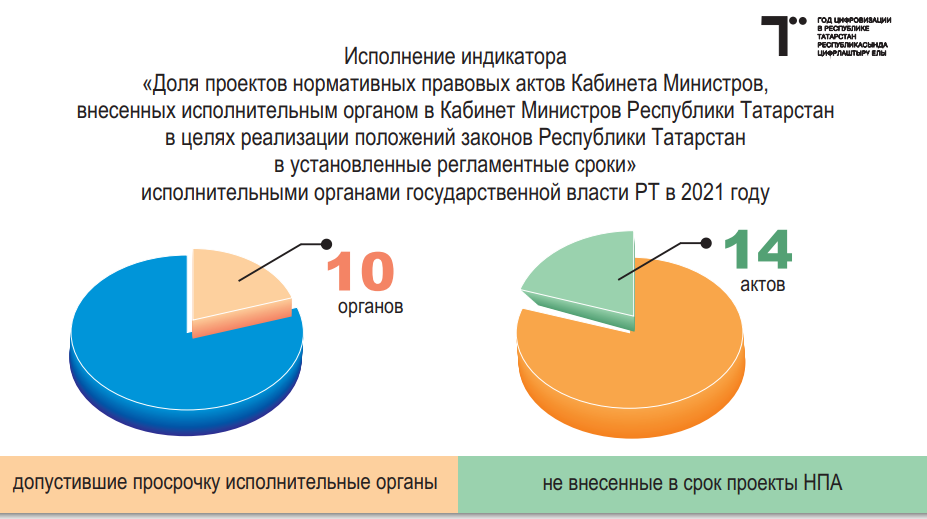 ГОД ЦИФРОВИЗАЦИИ
В РЕСПУБЛИКЕ
ТАТАРСТАН
РЕСПУБЛИКАСЫНДА
ЦИФРЛАШТЫРУ ЕЛЫ
Исполнение индикатора
«Доля проектов нормативных правовых актов Кабинета Министров,
внесенных исполнительным органом в Кабинет Министров Республики Татарстан
в целях реализации положений законов Республики Татарстан
в установленные регламентные сроки»
исполнительными органами государственной власти РТ в 2021 году
10
органов
14
актов
допустившие просрочку исполнительные органы
не внесенные в срок проекты НПА